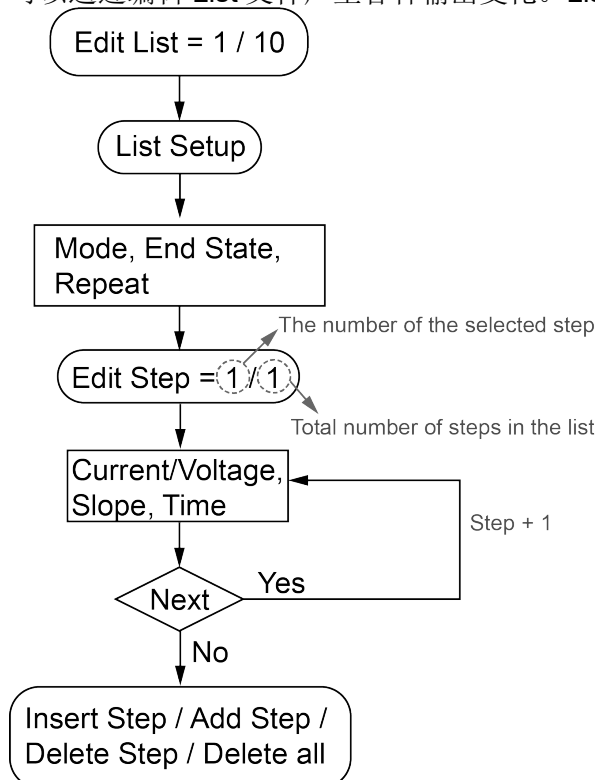 Edit List = 1 / 10
List Setup
Mode, End State,
Repeat
The number of the selected step
Edit Step = 1 / 1
Total number of steps in the list
Current/Voltage,
Slope, Time
Step + 1
Yes
Next
No
Insert Step / Add Step /
Delete Step / Delete all